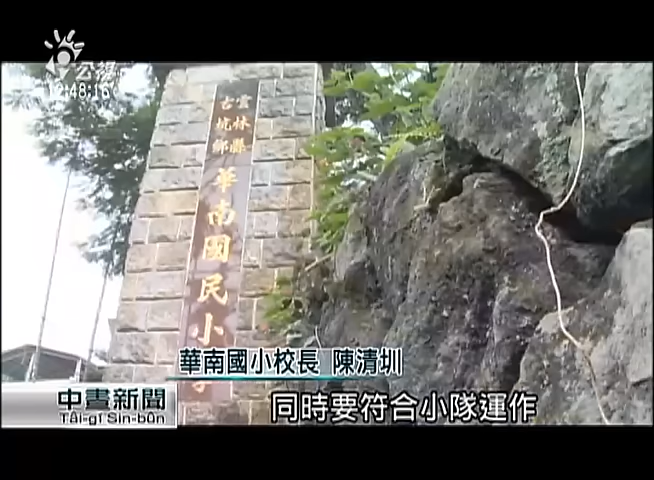 公視
12:48:16
雲林縣
古坑鄉
華南國民小學
華南國小校長 陳清圳
中晝新聞
Tâi-gí Sin-bûn
同時要符合小隊運作